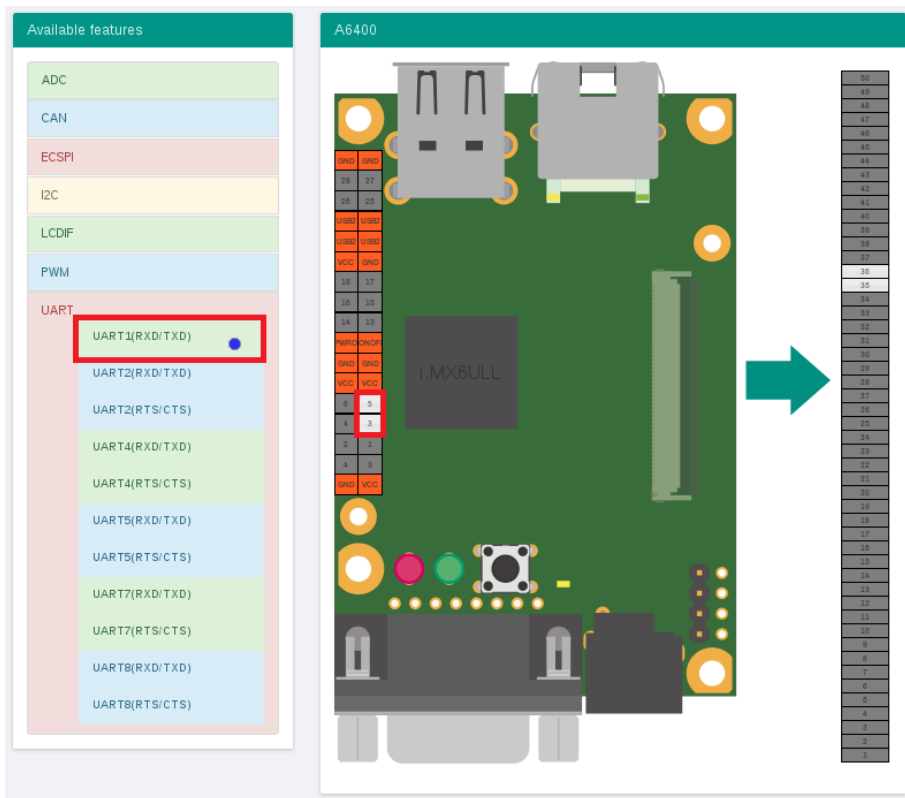 Available features
ADC
CAN
ECSPI
I2C
LCDIF
PWM
UART
UART1(RXD/TXD)
UART2(RXD/TXD)
UART2(RTS/CTS)
UART4(RXD/TXD)
UART4(RTS/CTS)
UART5(RXD/TXD)
UART5(RTS/CTS)
UART7(RXD/TXD)
UART7(RTS/CTS)
UART8(RXD/TXD)
UART8(RTS/CTS)
A6400
GND GND
28 27
26 25
USB2 USB2
USB2 USB2
VCC GND
18 17
16 15
14 13
PWRO ONOFF
GND GND
VCC VCC
6 5
4 3
2 1
4 3
GND VCC
i.MX6ULL
50
49
48
47
46
45
44
43
42
41
40
39
38
37
36
35
34
33
32
31
30
29
28
27
26
25
24
23
22
21
20
19
18
17
16
15
14
13
12
11
10
9
8
7
6
5
4
3
2
1